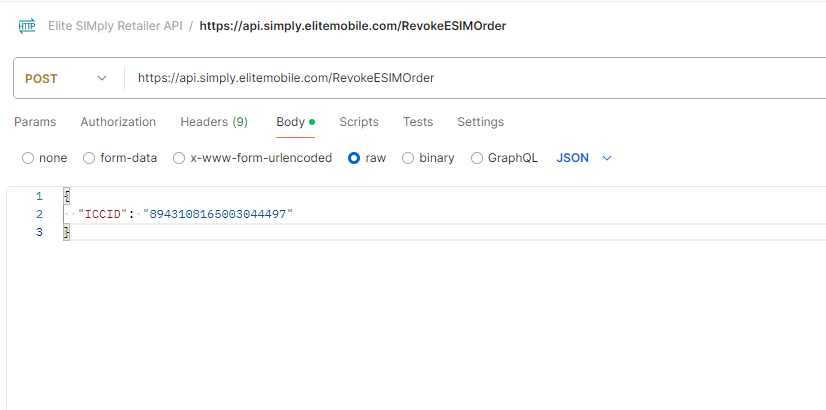 HTTP Elite SIMply Retailer API / https://api.simply.elitemobile.com/RevokeESIMOrder
POST https://api.simply.elitemobile.com/RevokeESIMOrder
Params Authorization Headers (9) Body Scripts Tests Settings
none form-data x-www-form-urlencoded raw binary GraphQL JSON
1 {
2 "ICCID": "8943108165003044497"
3 }